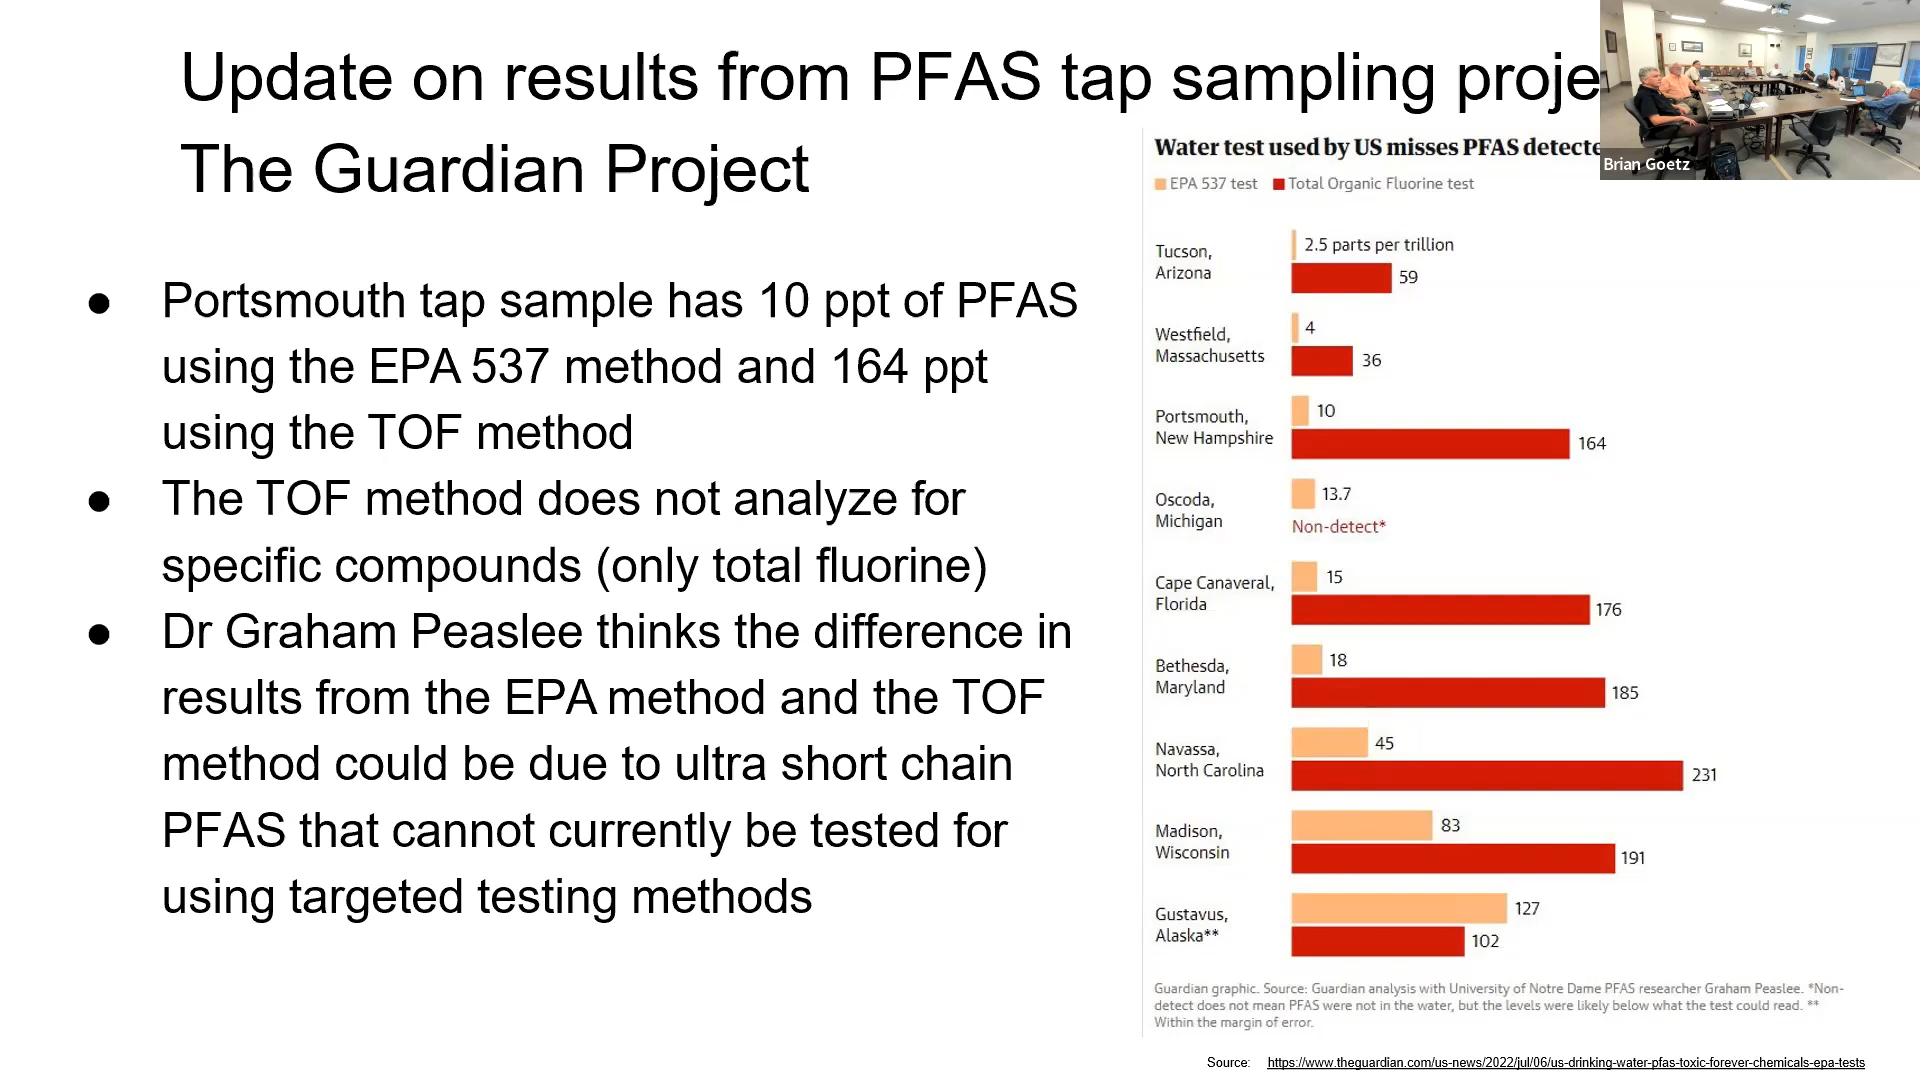 Update on results from PFAS tap sampling proje
The Guardian Project
Brian Goetz
● Portsmouth tap sample has 10 ppt of PFAS
using the EPA 537 method and 164 ppt
using the TOF method
● The TOF method does not analyze for
specific compounds (only total fluorine)
● Dr Graham Peaslee thinks the difference in
results from the EPA method and the TOF
method could be due to ultra short chain
PFAS that cannot currently be tested for
using targeted testing methods
Water test used by US misses PFAS detecte
EPA 537 test Total Organic Fluorine test
Tucson,
Arizona
2.5 parts per trillion
59
Westfield,
Massachusetts
4
36
Portsmouth,
New Hampshire
10
164
Oscoda,
Michigan
13.7
Non-detect*
Cape Canaveral,
Florida
15
176
Bethesda,
Maryland
18
185
Navassa,
North Carolina
45
231
Madison,
Wisconsin
83
191
Gustavus,
Alaska**
127
102
Guardian graphic. Source: Guardian analysis with University of Notre Dame PFAS researcher Graham Peaslee. *Non-
detect does not mean PFAS were not in the water, but the levels were likely below what the test could read. **
Within the margin of error.
Source: https://www.theguardian.com/us-news/2022/jul/06/us-drinking-water-pfas-toxic-forever-chemicals-epa-tests